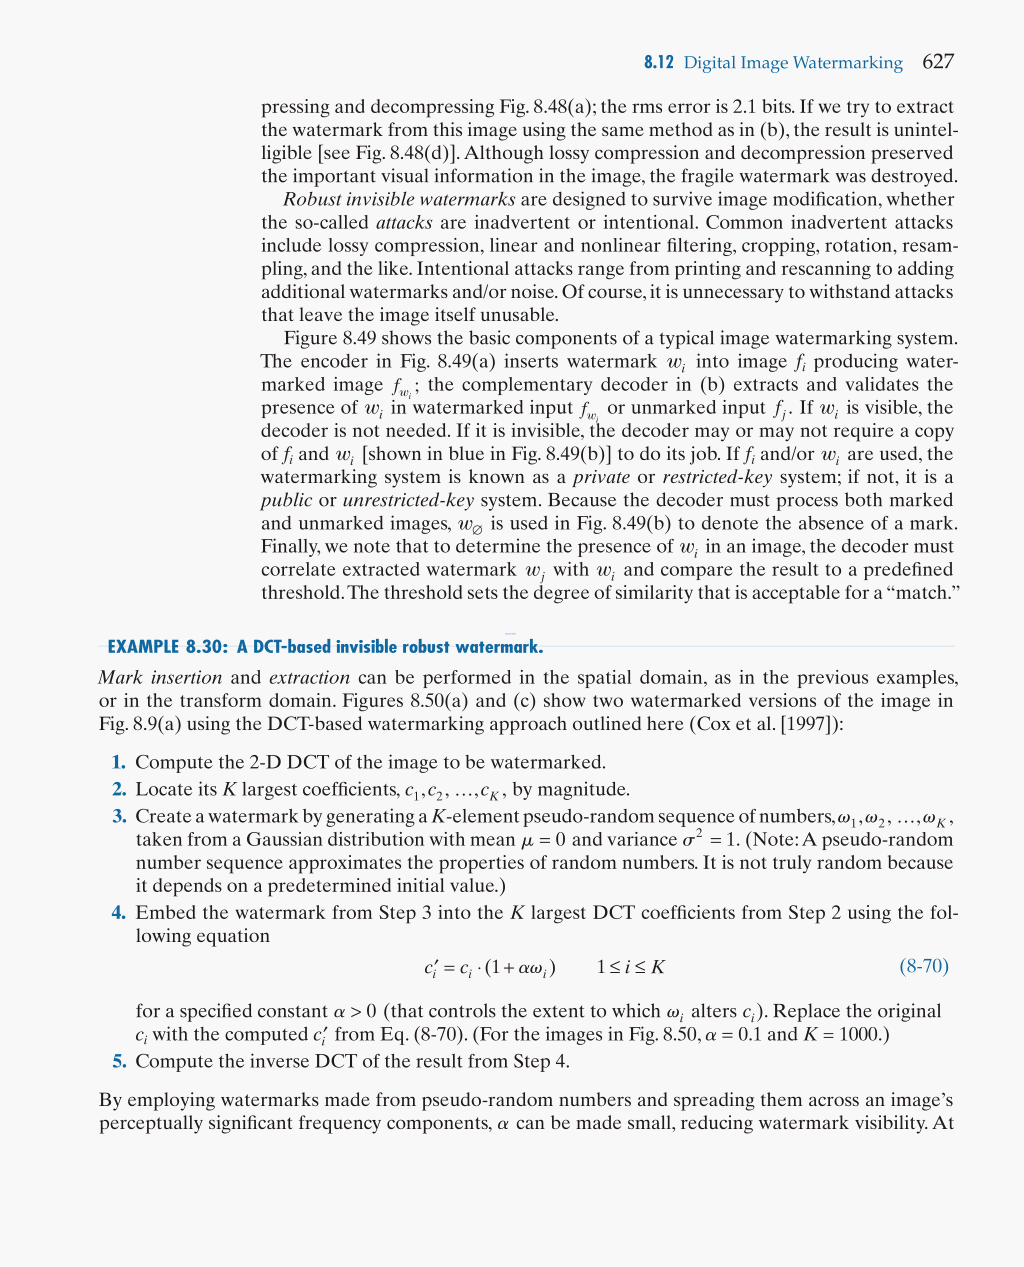 8.12 Digital Image Watermarking 627
pressing and decompressing Fig. 8.48(a); the rms error is 2.1 bits. If we try to extract
the watermark from this image using the same method as in (b), the result is unintel-
ligible [see Fig. 8.48(d)]. Although lossy compression and decompression preserved
the important visual information in the image, the fragile watermark was destroyed.
Robust invisible watermarks are designed to survive image modification, whether
the so-called attacks are inadvertent or intentional. Common inadvertent attacks
include lossy compression, linear and nonlinear filtering, cropping, rotation, resam-
pling, and the like. Intentional attacks range from printing and rescanning to adding
additional watermarks and/or noise. Of course, it is unnecessary to withstand attacks
that leave the image itself unusable.
Figure 8.49 shows the basic components of a typical image watermarking system.
The encoder in Fig. 8.49(a) inserts watermark w_i into image f_i producing water-
marked image f_{w_i}; the complementary decoder in (b) extracts and validates the
presence of w_i in watermarked input f_{w_i} or unmarked input f_j. If w_i is visible, the
decoder is not needed. If it is invisible, the decoder may or may not require a copy
of f_i and w_i [shown in blue in Fig. 8.49(b)] to do its job. If f_i and/or w_i are used, the
watermarking system is known as a private or restricted-key system; if not, it is a
public or unrestricted-key system. Because the decoder must process both marked
and unmarked images, w_∅ is used in Fig. 8.49(b) to denote the absence of a mark.
Finally, we note that to determine the presence of w_i in an image, the decoder must
correlate extracted watermark w_j with w_i and compare the result to a predefined
threshold. The threshold sets the degree of similarity that is acceptable for a “match.”
EXAMPLE 8.30: A DCT-based invisible robust watermark.
Mark insertion and extraction can be performed in the spatial domain, as in the previous examples,
or in the transform domain. Figures 8.50(a) and (c) show two watermarked versions of the image in
Fig. 8.9(a) using the DCT-based watermarking approach outlined here (Cox et al. [1997]):
1. Compute the 2-D DCT of the image to be watermarked.
2. Locate its K largest coefficients, c_1, c_2, …, c_K, by magnitude.
3. Create a watermark by generating a K-element pseudo-random sequence of numbers, ω_1, ω_2, …, ω_K,
taken from a Gaussian distribution with mean μ = 0 and variance σ² = 1. (Note: A pseudo-random
number sequence approximates the properties of random numbers. It is not truly random because
it depends on a predetermined initial value.)
4. Embed the watermark from Step 3 into the K largest DCT coefficients from Step 2 using the fol-
lowing equation
c_i′ = c_i · (1 + αω_i) 1 ≤ i ≤ K (8-70)
for a specified constant α > 0 (that controls the extent to which ω_i alters c_i). Replace the original
c_i with the computed c_i′ from Eq. (8-70). (For the images in Fig. 8.50, α = 0.1 and K = 1000.)
5. Compute the inverse DCT of the result from Step 4.
By employing watermarks made from pseudo-random numbers and spreading them across an image’s
perceptually significant frequency components, α can be made small, reducing watermark visibility. At